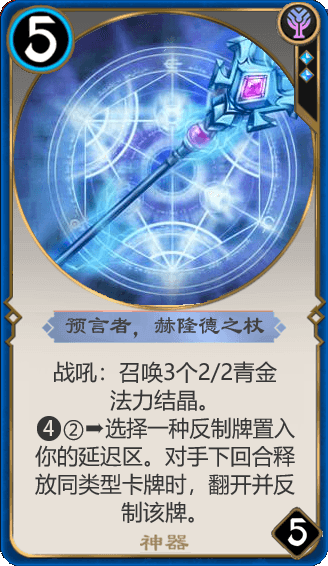 5
预言者，赫隆德之杖
战吼：召唤3个2/2青金
法力结晶。
❹②➡选择一种反制牌置入
你的延迟区。对手下回合释
放同类型卡牌时，翻开并反
制该牌。
神器
5